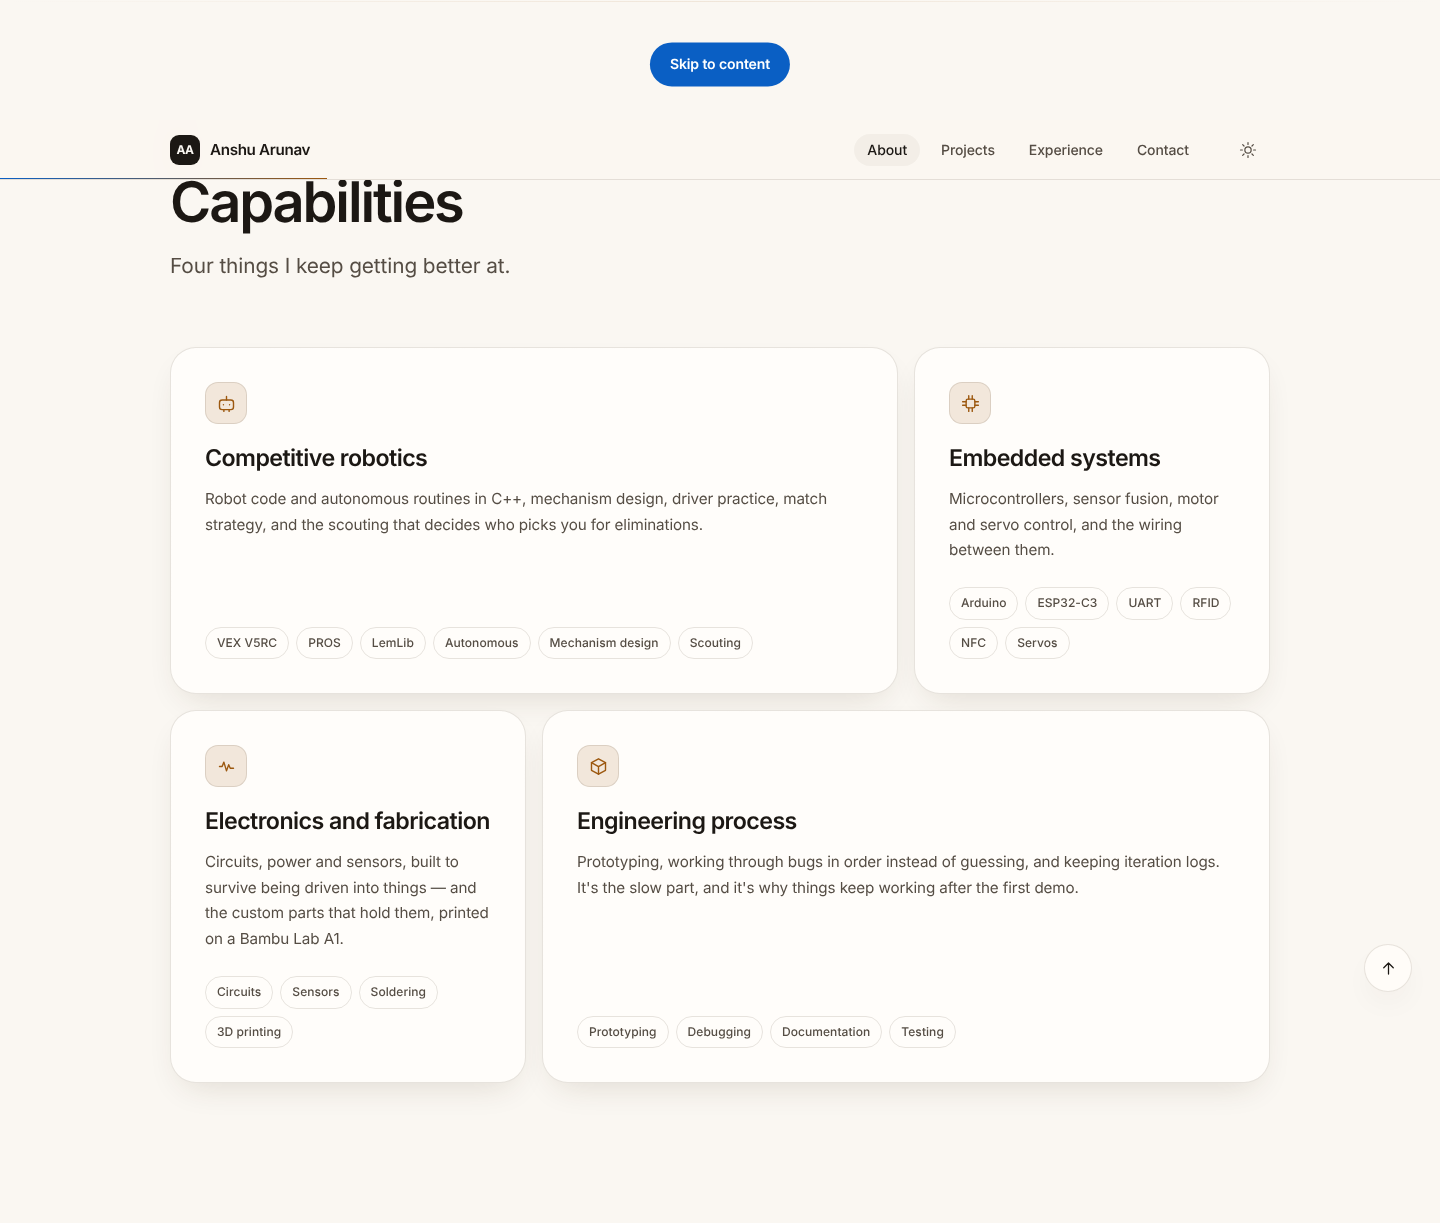 Skip to content
AA Anshu Arunav
About Projects Experience Contact
Capabilities
Four things I keep getting better at.
Competitive robotics
Robot code and autonomous routines in C++, mechanism design, driver practice, match
strategy, and the scouting that decides who picks you for eliminations.
VEX V5RC PROS LemLib Autonomous Mechanism design Scouting
Embedded systems
Microcontrollers, sensor fusion, motor
and servo control, and the wiring
between them.
Arduino ESP32-C3 UART RFID
NFC Servos
Electronics and fabrication
Circuits, power and sensors, built to
survive being driven into things — and
the custom parts that hold them, printed
on a Bambu Lab A1.
Circuits Sensors Soldering
3D printing
Engineering process
Prototyping, working through bugs in order instead of guessing, and keeping iteration logs.
It's the slow part, and it's why things keep working after the first demo.
Prototyping Debugging Documentation Testing